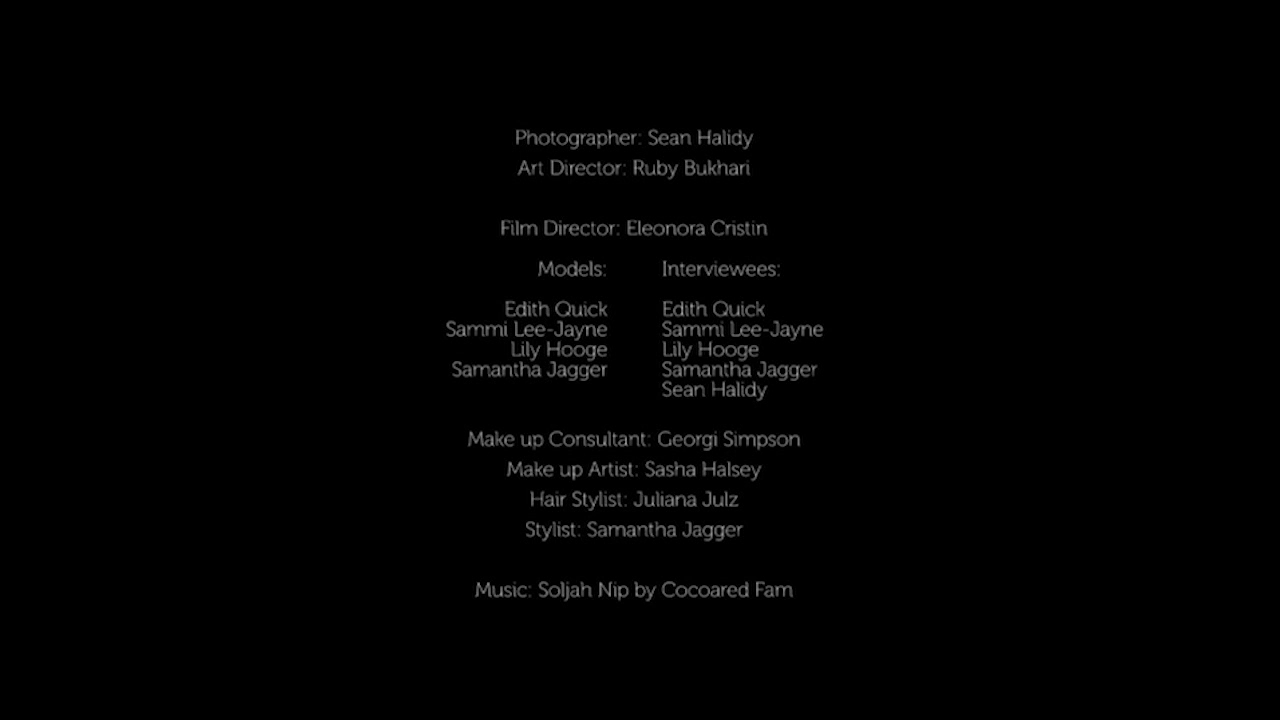 Photographer: Sean Halidy
Art Director: Ruby Bukhari
Film Director: Eleonora Cristin
Models:
Edith Quick
Sammi Lee-Jayne
Lily Hooge
Samantha Jagger
Interviewees:
Edith Quick
Sammi Lee-Jayne
Lily Hooge
Samantha Jagger
Sean Halidy
Make up Consultant: Georgi Simpson
Make up Artist: Sasha Halsey
Hair Stylist: Juliana Julz
Stylist: Samantha Jagger
Music: Soljah Nip by Cocoared Fam